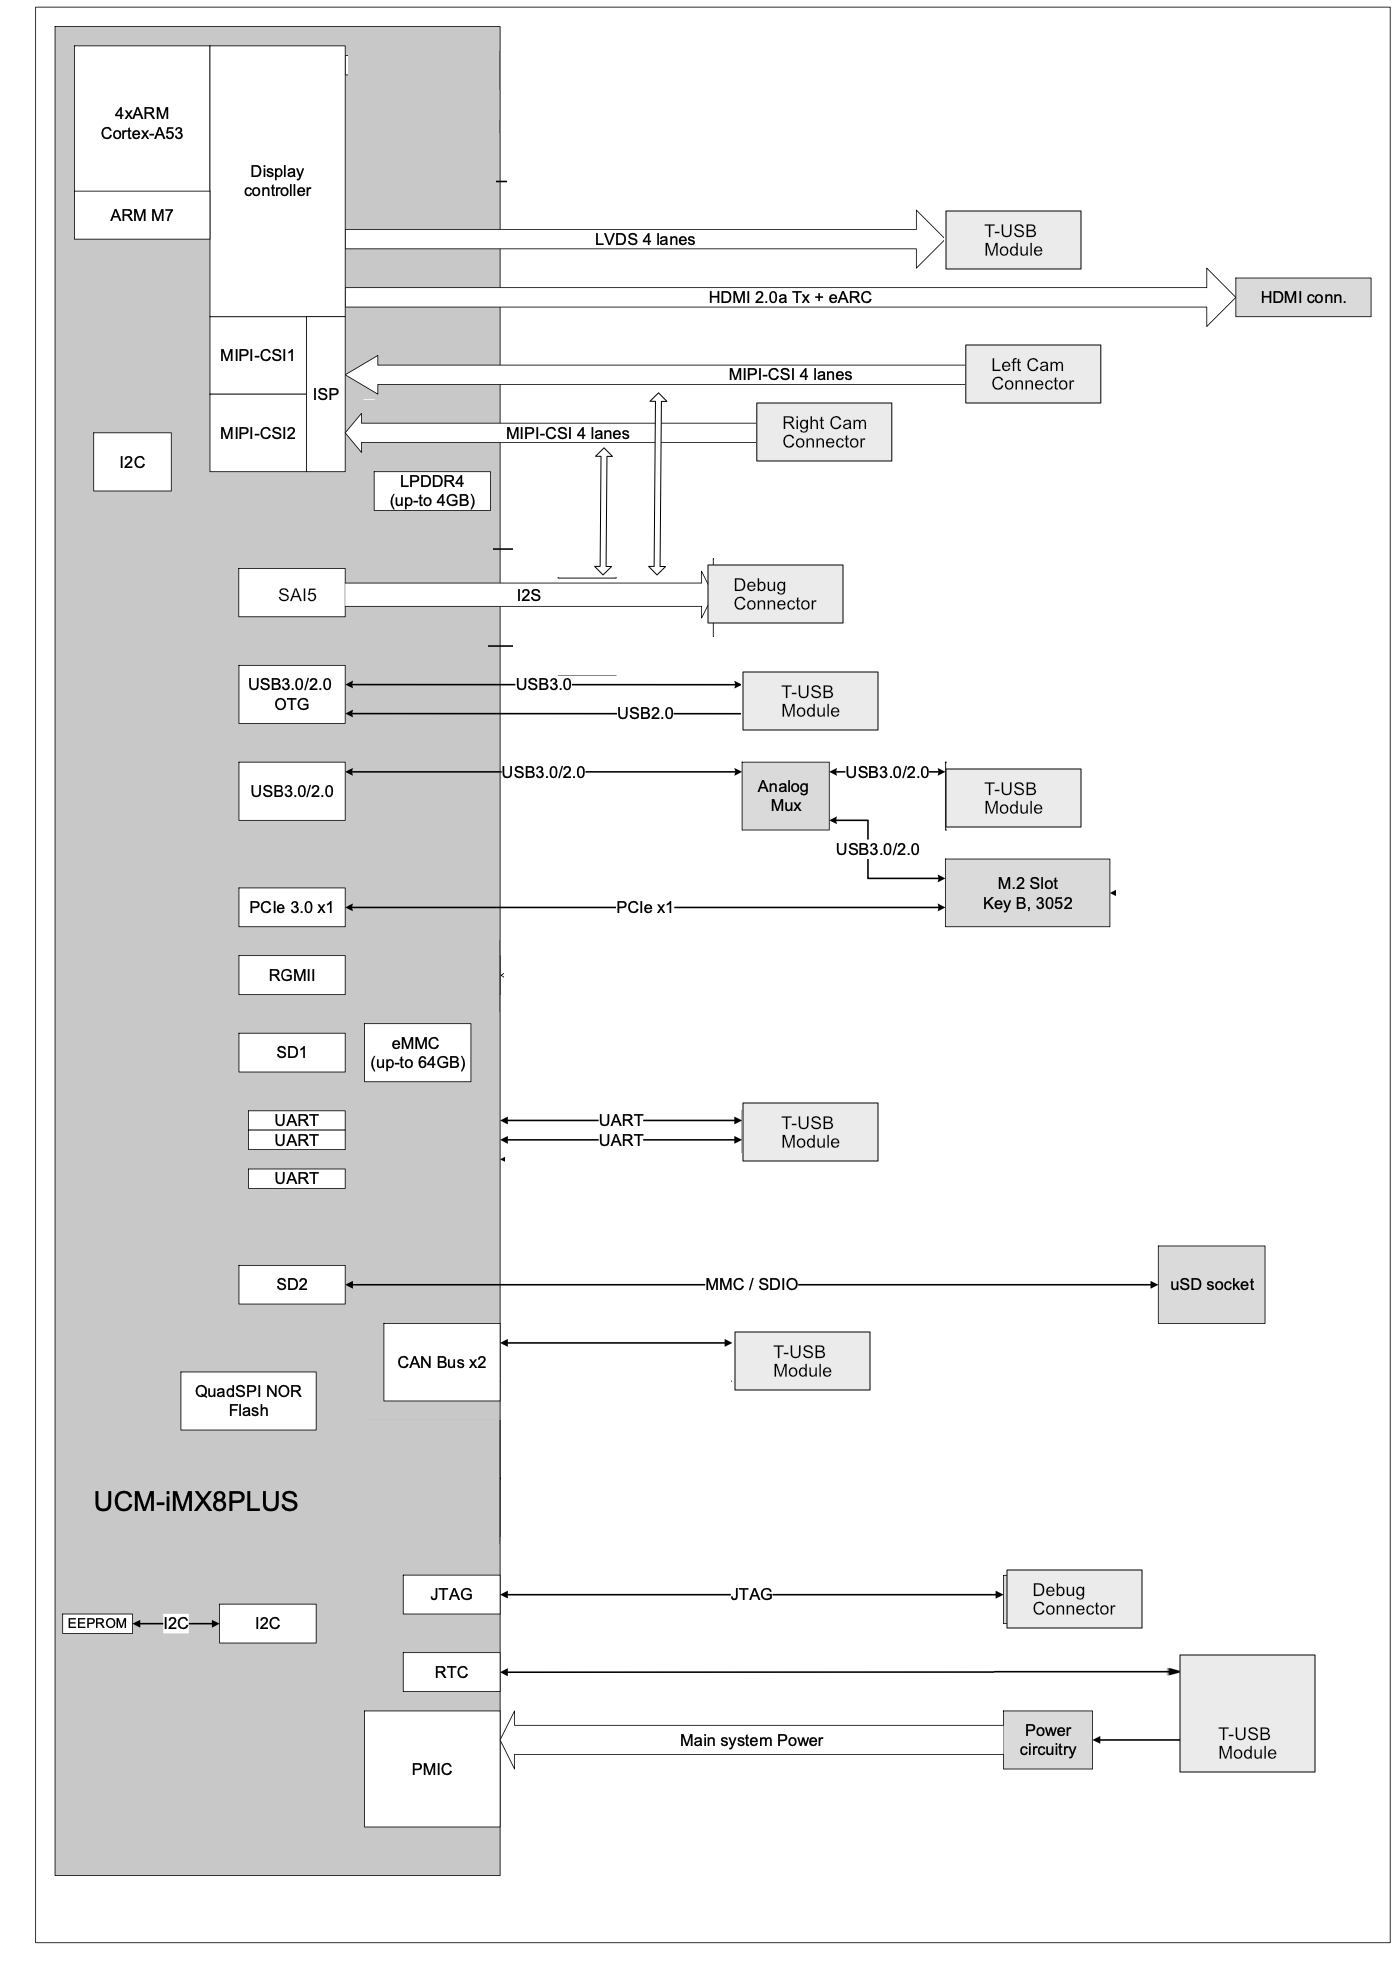 4xARM
Cortex-A53
Display
controller
ARM M7
LVDS 4 lanes
T-USB
Module
HDMI 2.0a Tx + eARC
HDMI conn.
MIPI-CSI1
ISP
MIPI-CSI 4 lanes
Left Cam
Connector
MIPI-CSI2
MIPI-CSI 4 lanes
Right Cam
Connector
I2C
LPDDR4
(up-to 4GB)
SAI5
I2S
Debug
Connector
USB3.0/2.0
OTG
USB3.0
USB2.0
T-USB
Module
USB3.0/2.0
USB3.0/2.0
Analog
Mux
USB3.0/2.0
T-USB
Module
USB3.0/2.0
M.2 Slot
Key B, 3052
PCIe 3.0 x1
PCIe x1
RGMII
SD1
eMMC
(up-to 64GB)
UART
UART
UART
UART
T-USB
Module
UART
SD2
MMC / SDIO
uSD socket
CAN Bus x2
T-USB
Module
QuadSPI NOR
Flash
UCM-iMX8PLUS
JTAG
JTAG
Debug
Connector
EEPROM
I2C
I2C
RTC
T-USB
Module
PMIC
Main system Power
Power
circuitry